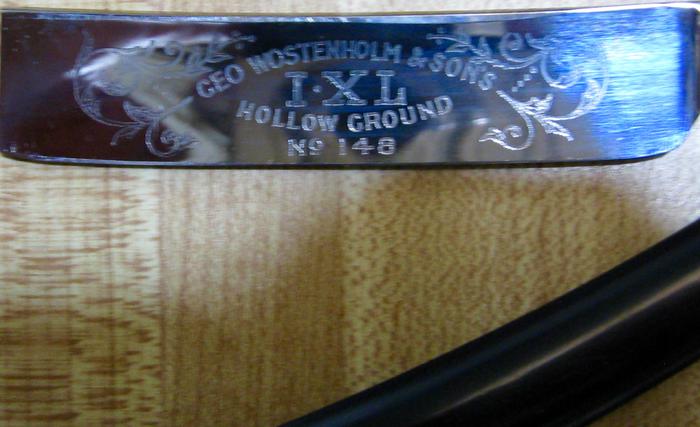 GEO WOSTENHOLM & SONS
I·XL
HOLLOW GROUND
No 148